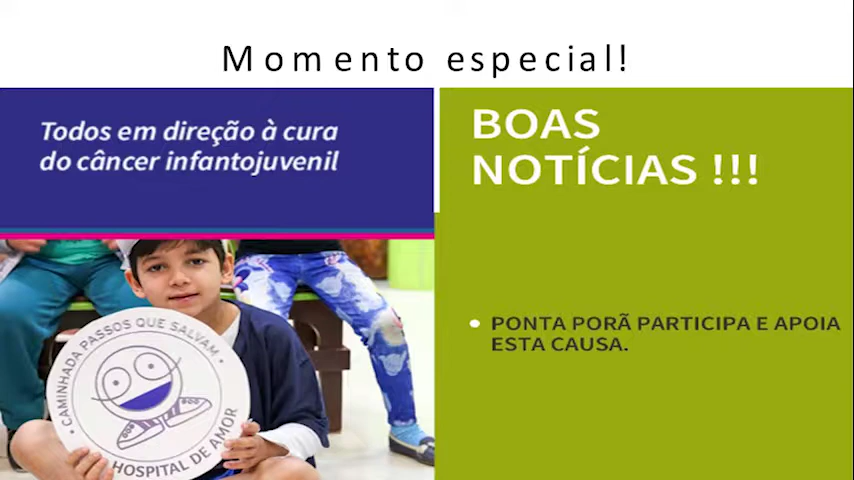 Momento especial!
Todos em direção à cura
do câncer infantojuvenil
CAMINHADA PASSOS QUE SALVAM
HOSPITAL DE AMOR
BOAS
NOTÍCIAS !!!
PONTA PORÃ PARTICIPA E APOIA
ESTA CAUSA.